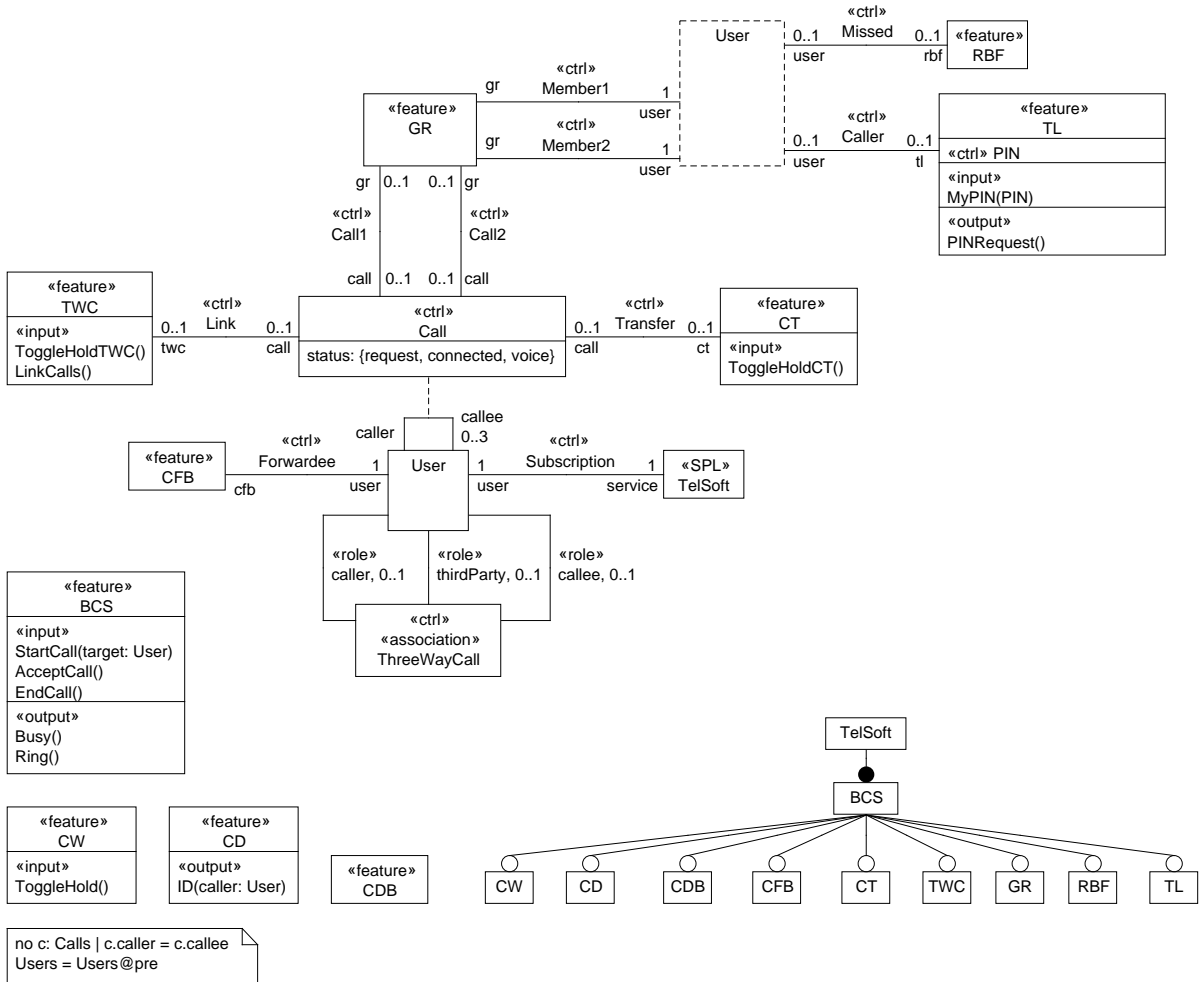 User
«ctrl»
Missed
0..1
user
0..1
rbf
«feature»
RBF
«ctrl»
Caller
0..1
user
0..1
tl
«feature»
TL
«ctrl» PIN
«input»
MyPIN(PIN)
«output»
PINRequest()
«feature»
GR
gr
«ctrl»
Member1
1
user
gr
«ctrl»
Member2
1
user
gr
0..1
0..1
gr
«ctrl»
Call1
«ctrl»
Call2
call
0..1
0..1
call
«feature»
TWC
«input»
ToggleHoldTWC()
LinkCalls()
0..1
twc
«ctrl»
Link
0..1
call
«ctrl»
Call
status: {request, connected, voice}
0..1
call
«ctrl»
Transfer
0..1
ct
«feature»
CT
«input»
ToggleHoldCT()
caller
callee
0..3
«feature»
CFB
cfb
«ctrl»
Forwardee
1
user
User
1
user
«ctrl»
Subscription
1
service
«SPL»
TelSoft
«role»
caller, 0..1
«role»
thirdParty, 0..1
«role»
callee, 0..1
«ctrl»
«association»
ThreeWayCall
«feature»
BCS
«input»
StartCall(target: User)
AcceptCall()
EndCall()
«output»
Busy()
Ring()
«feature»
CW
«input»
ToggleHold()
«feature»
CD
«output»
ID(caller: User)
«feature»
CDB
TelSoft
BCS
CW
CD
CDB
CFB
CT
TWC
GR
RBF
TL
no c: Calls | c.caller = c.callee
Users = Users@pre